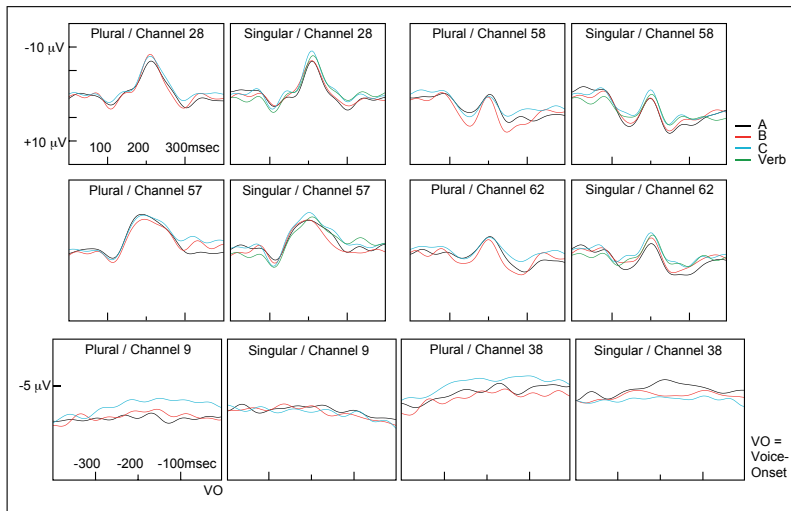 Plural / Channel 28
Singular / Channel 28
Plural / Channel 58
Singular / Channel 58
-10 µV
+10 µV
100 200 300msec
A
B
C
Verb
Plural / Channel 57
Singular / Channel 57
Plural / Channel 62
Singular / Channel 62
Plural / Channel 9
Singular / Channel 9
Plural / Channel 38
Singular / Channel 38
-5 µV
-300 -200 -100msec
VO
VO =
Voice-
Onset